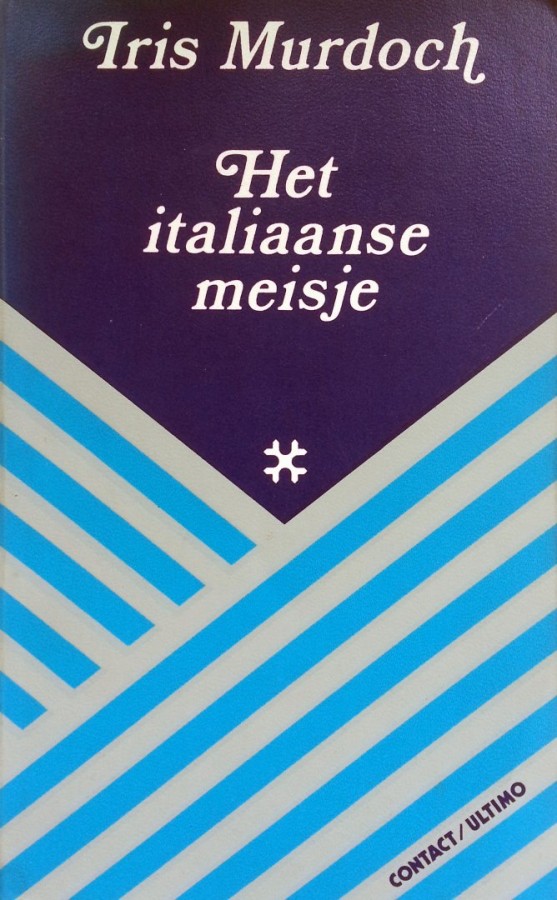 Iris Murdoch
Het
italiaanse
meisje
CONTACT/ULTIMO